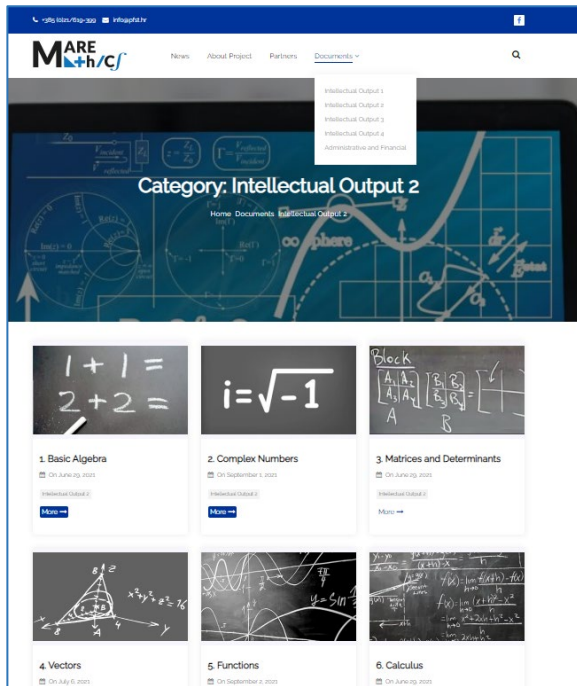 +385 (0)21/619-399 info@pfst.hr
MARE
M+h/C∫
News About Project Partners Documents
Intellectual Output 1
Intellectual Output 2
Intellectual Output 3
Intellectual Output 4
Administrative and Financial
Category: Intellectual Output 2
Home Documents Intellectual Output 2
1 + 1 =
2 + 2 =
i=√-1
Block
A
B
1. Basic Algebra
On June 29, 2021
Intellectual Output 2
More →
2. Complex Numbers
On September 1, 2021
Intellectual Output 2
More →
3. Matrices and Determinants
On June 29, 2021
Intellectual Output 2
More →
4. Vectors
On July 6, 2021
5. Functions
On September 2, 2021
6. Calculus
On June 29, 2021